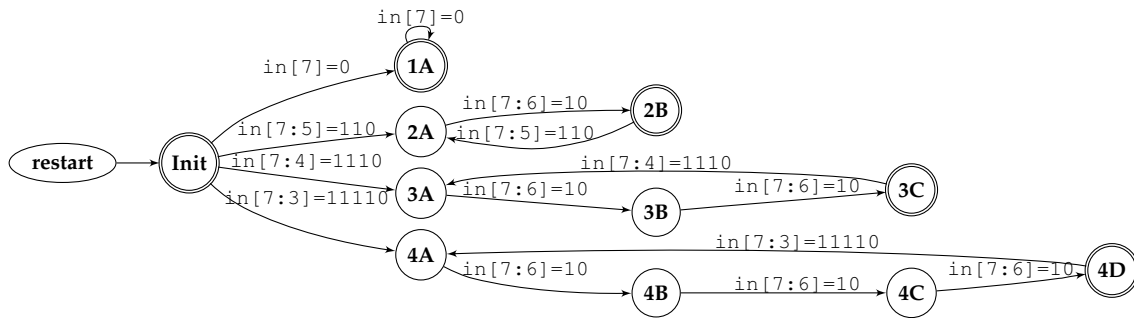 in[7]=0
1A
in[7]=0
in[7:6]=10
2B
in[7:5]=110
2A
in[7:5]=110
restart
Init
in[7:4]=1110
in[7:4]=1110
3A
in[7:6]=10
in[7:6]=10
3C
in[7:3]=11110
3B
in[7:3]=11110
4A
in[7:6]=10
in[7:6]=10
4D
4B
in[7:6]=10
4C